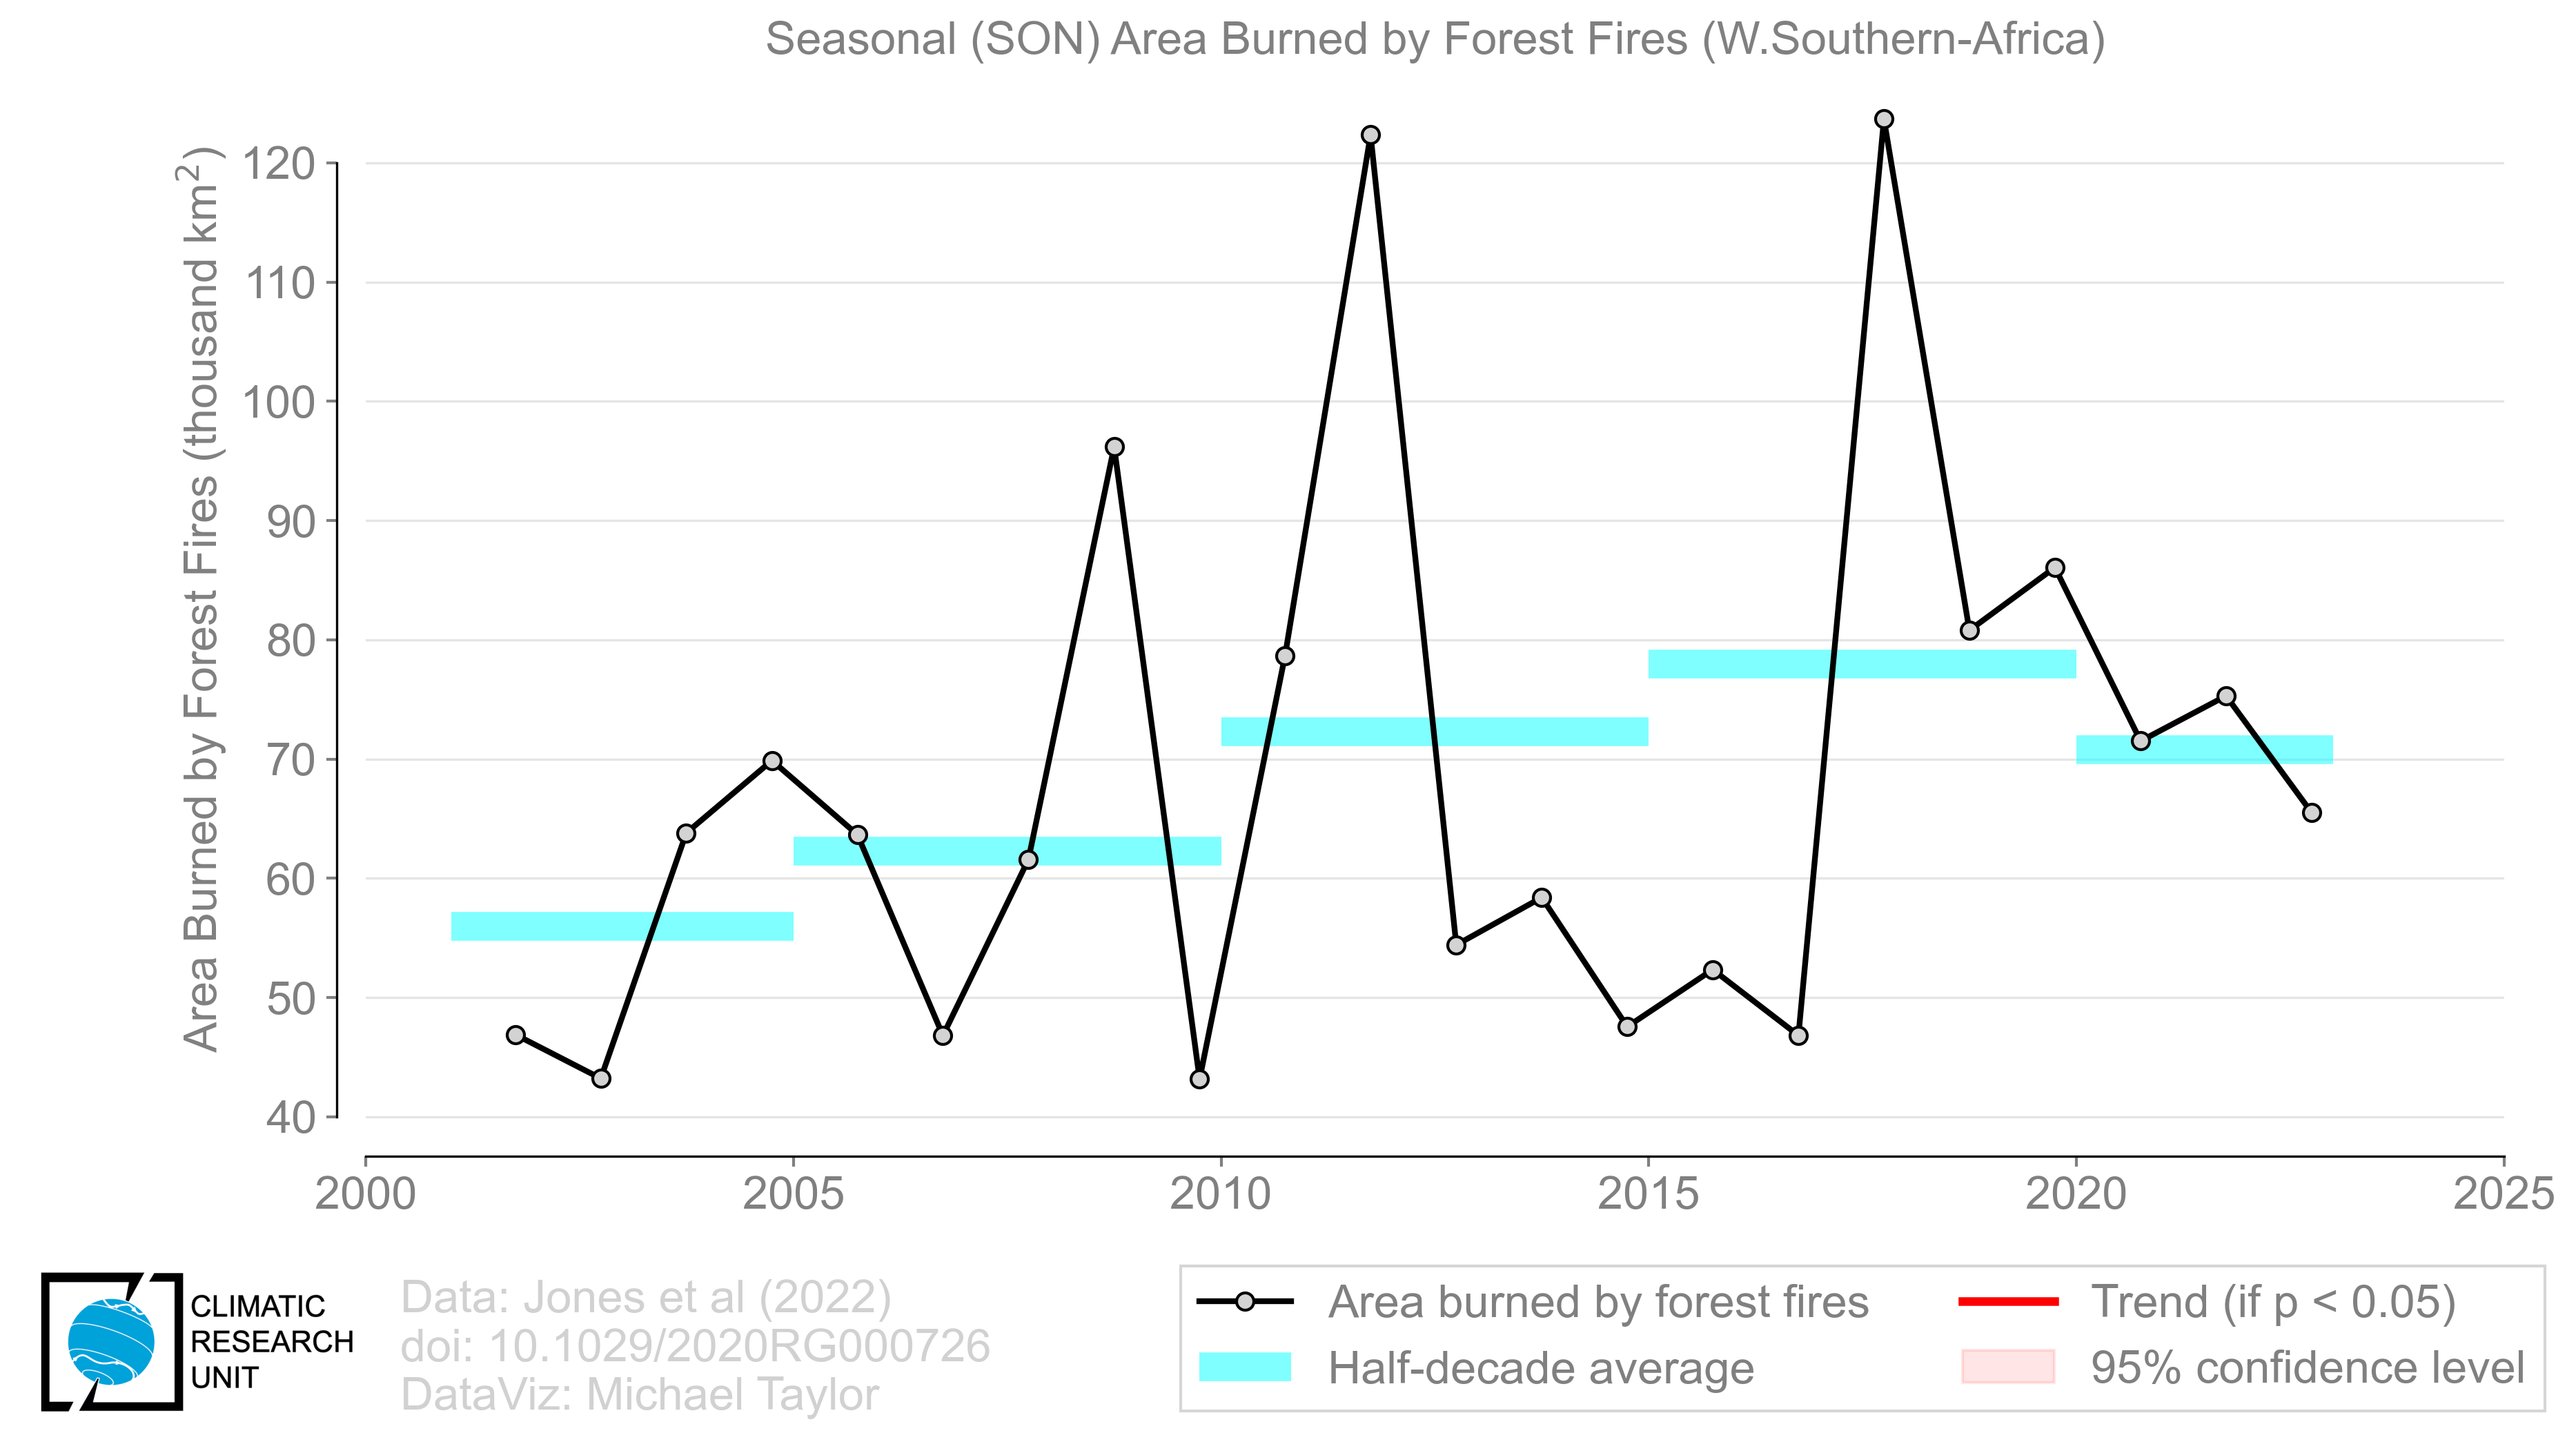 Seasonal (SON) Area Burned by Forest Fires (W.Southern-Africa)
Area Burned by Forest Fires (thousand km²)
120
110
100
90
80
70
60
50
40
2000 2005 2010 2015 2020 2025
CLIMATIC
RESEARCH
UNIT
Data: Jones et al (2022)
doi: 10.1029/2020RG000726
DataViz: Michael Taylor
Area burned by forest fires
Half-decade average
Trend (if p < 0.05)
95% confidence level